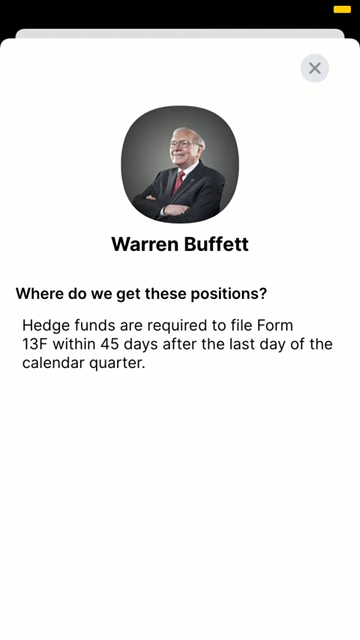 Warren Buffett
Where do we get these positions?
Hedge funds are required to file Form
13F within 45 days after the last day of the
calendar quarter.